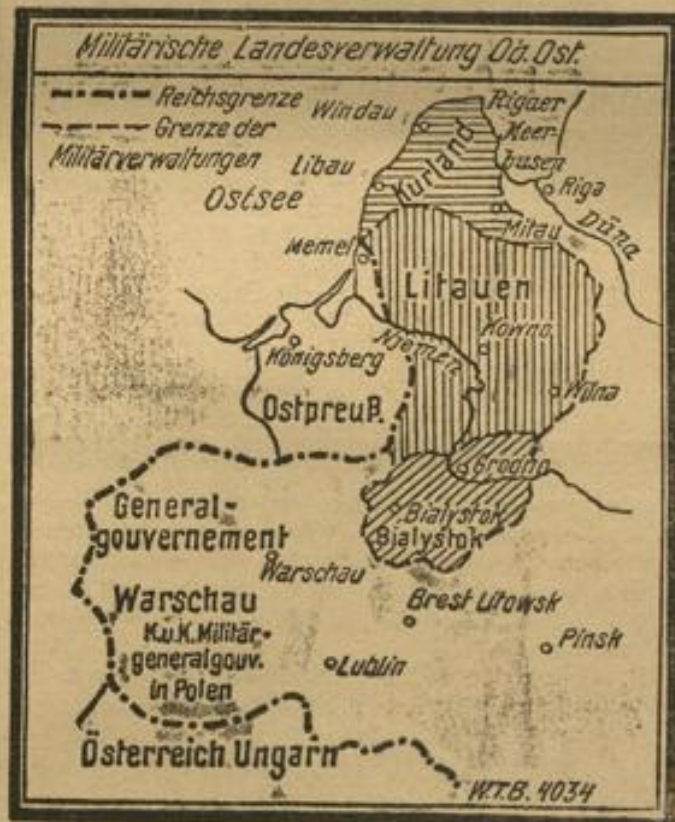 Militärische Landesverwaltung Ob. Ost.
Reichsgrenze
Grenze der
Militärverwaltungen
Windau
Rigaer
Meer-
busen
Libau
Kurland
Riga
Ostsee
Mitau
Düna
Memel
Litauen
Kowno
Njemen
Königsberg
Wilna
Ostpreuß.
Grodno
General-
gouvernement
Bialystok
Bialystok
Warschau
Warschau
Brest Litowsk
K.u.K. Militär-
generalgouv.
in Polen
Pinsk
Lublin
Österreich Ungarn
W.T.B. 4034